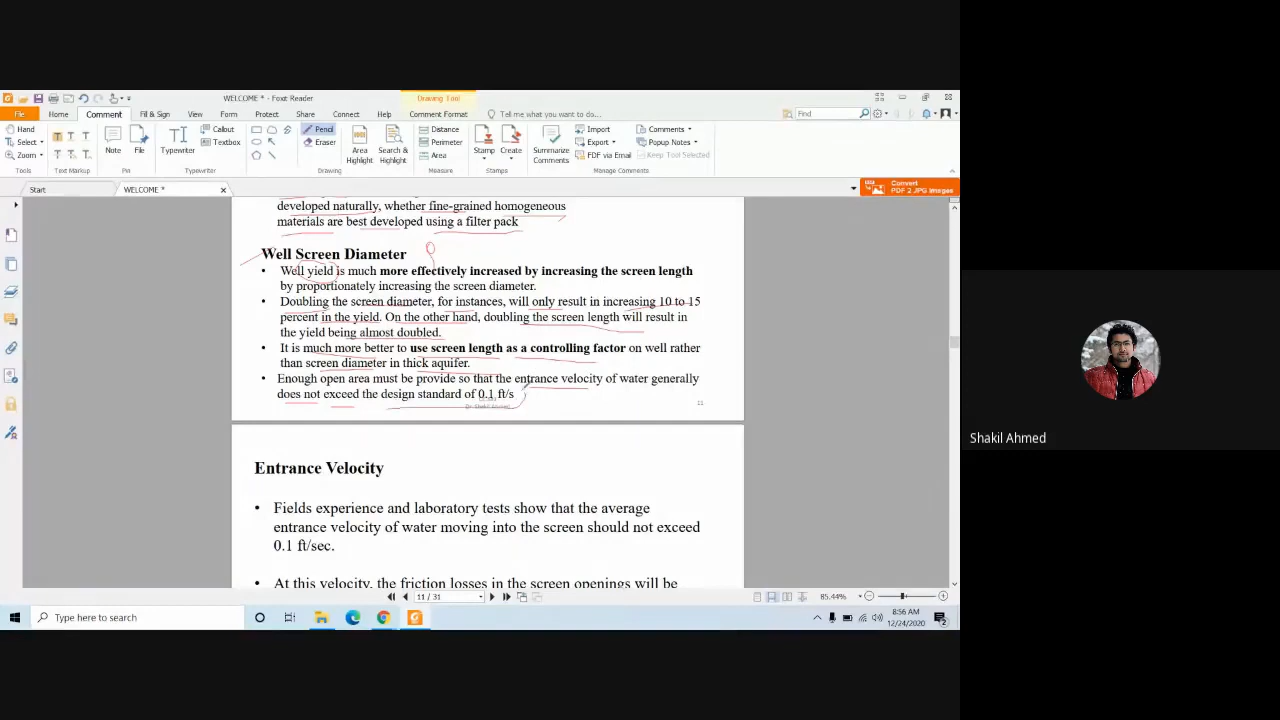 WELCOME * - Foxit Reader
Drawing Tool
File Home Comment Fill & Sign View Form Protect Share Connect Help Comment Format Tell me what you want to do... Find
Hand
Select
Zoom
Tools
Text Markup
Note
File
Pin
Typewriter
Callout
Textbox
Typewriter
Pencil
Eraser
Drawing
Area Highlight
Search & Highlight
Distance
Perimeter
Area
Measure
Stamp
Create
Stamps
Summarize Comments
Import
Export
FDF via Email
Comments
Popup Notes
Keep Tool Selected
Manage Comments
Start
WELCOME *
Convert
PDF 2 JPG Images
developed naturally, whether fine-grained homogeneous
materials are best developed using a filter pack
Well Screen Diameter
• Well yield is much more effectively increased by increasing the screen length
by proportionately increasing the screen diameter.
• Doubling the screen diameter, for instances, will only result in increasing 10 to 15
percent in the yield. On the other hand, doubling the screen length will result in
the yield being almost doubled.
• It is much more better to use screen length as a controlling factor on well rather
than screen diameter in thick aquifer.
• Enough open area must be provide so that the entrance velocity of water generally
does not exceed the design standard of 0.1 ft/s
Dr. Shakil Ahmed
11
Entrance Velocity
• Fields experience and laboratory tests show that the average
entrance velocity of water moving into the screen should not exceed
0.1 ft/sec.
• At this velocity, the friction losses in the screen openings will be
11 / 31
85.44%
Type here to search
8:56 AM
12/24/2020
2
Shakil Ahmed